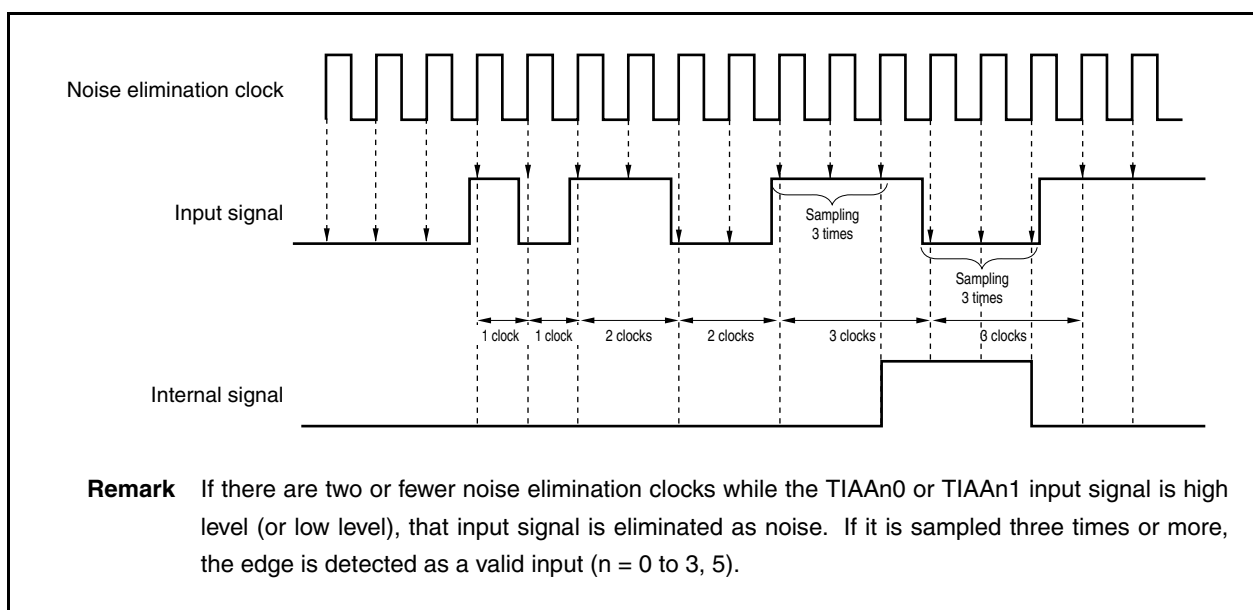 Noise elimination clock
Input signal
Sampling
3 times
Sampling
3 times
1 clock
1 clock
2 clocks
2 clocks
3 clocks
3 clocks
Internal signal
Remark If there are two or fewer noise elimination clocks while the TIAAn0 or TIAAn1 input signal is high
level (or low level), that input signal is eliminated as noise. If it is sampled three times or more,
the edge is detected as a valid input (n = 0 to 3, 5).